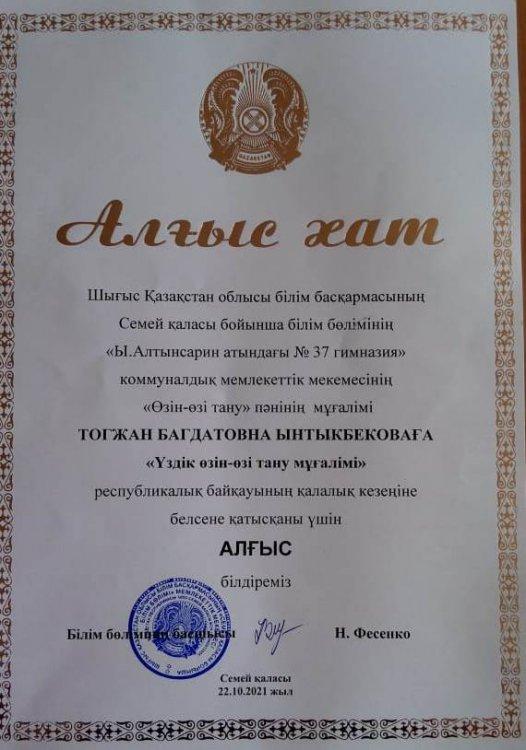 QAZAQSTAN
Алғыс хат
Шығыс Қазақстан облысы білім басқармасының
Семей қаласы бойынша білім бөлімінің
«Ы.Алтынсарин атындағы № 37 гимназия»
коммуналдық мемлекеттік мекемесінің
«Өзін-өзі тану» пәнінің мұғалімі
ТОГЖАН БАГДАТОВНА ЫНТЫКБЕКОВАҒА
«Үздік өзін-өзі тану мұғалімі»
республикалық байқауының қалалық кезеңіне
белсене қатысқаны үшін
АЛҒЫС
білдіреміз
Білім бөлімінің басшысы Н. Фесенко
Семей қаласы
22.10.2021 жыл